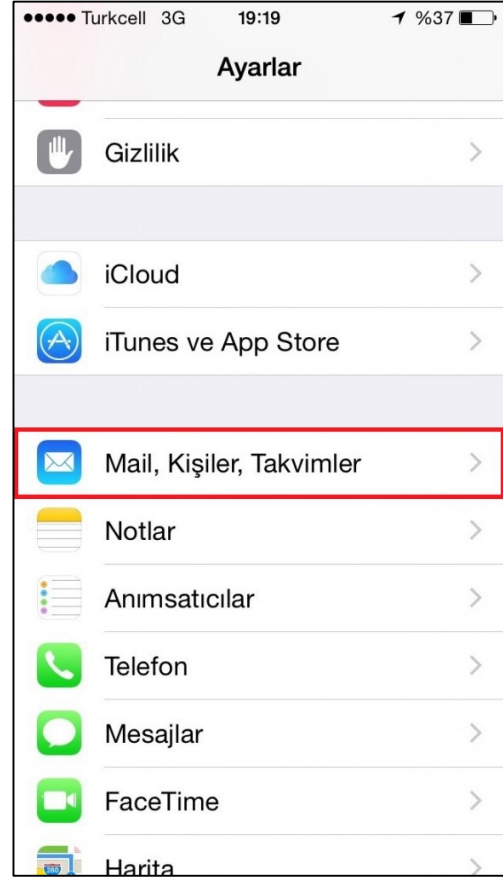 Turkcell 3G 19:19 %37
Ayarlar
Gizlilik
iCloud
iTunes ve App Store
Mail, Kişiler, Takvimler
Notlar
Anımsatıcılar
Telefon
Mesajlar
FaceTime
Harita